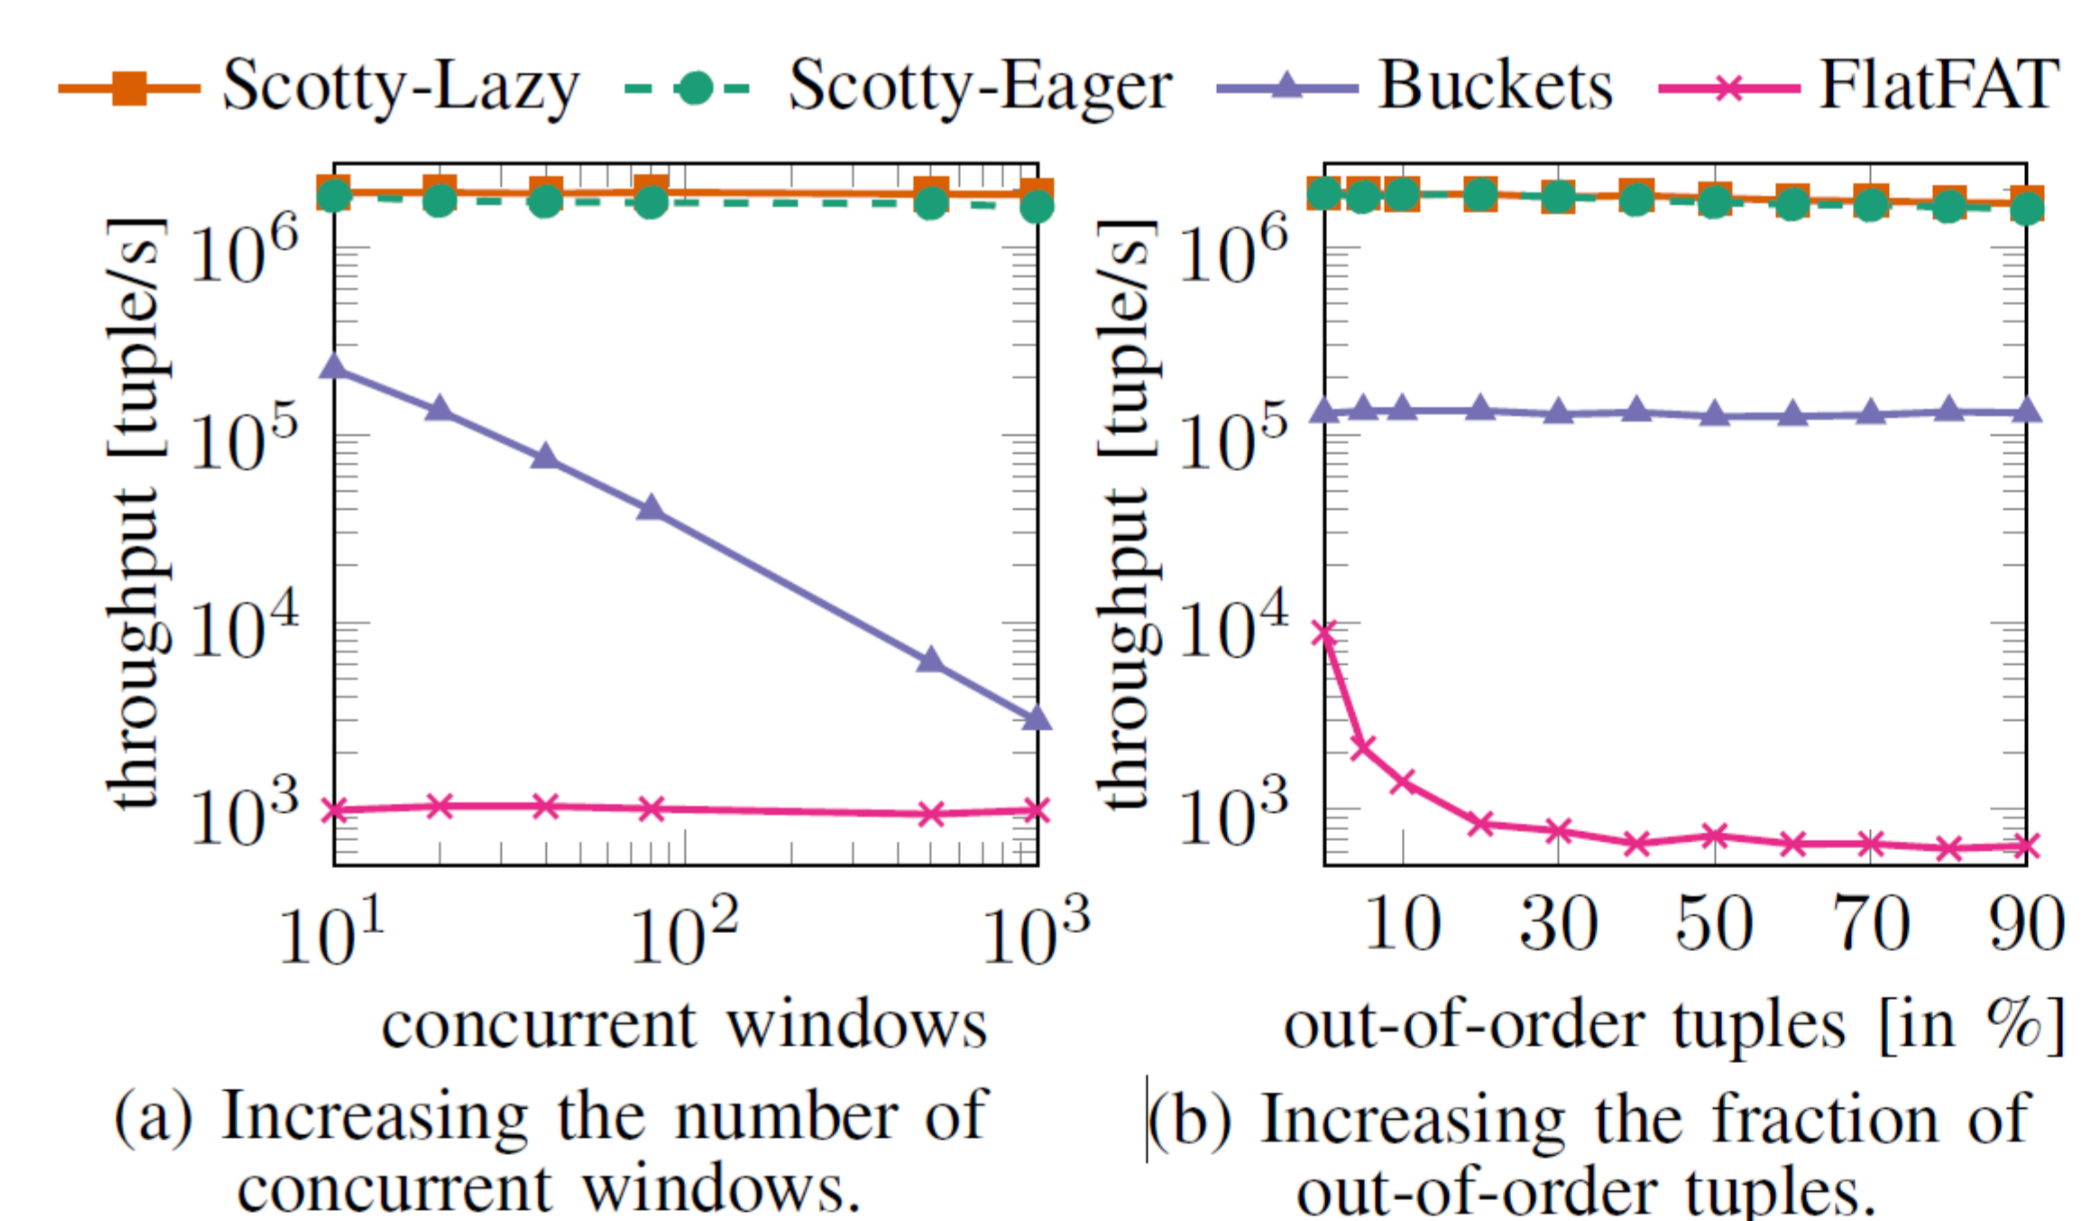 Scotty-Lazy Scotty-Eager Buckets FlatFAT
throughput [tuple/s]
10^6
10^5
10^4
10^3
10^1 10^2 10^3
concurrent windows
(a) Increasing the number of
concurrent windows.
throughput [tuple/s]
10^6
10^5
10^4
10^3
10 30 50 70 90
out-of-order tuples [in %]
(b) Increasing the fraction of
out-of-order tuples.